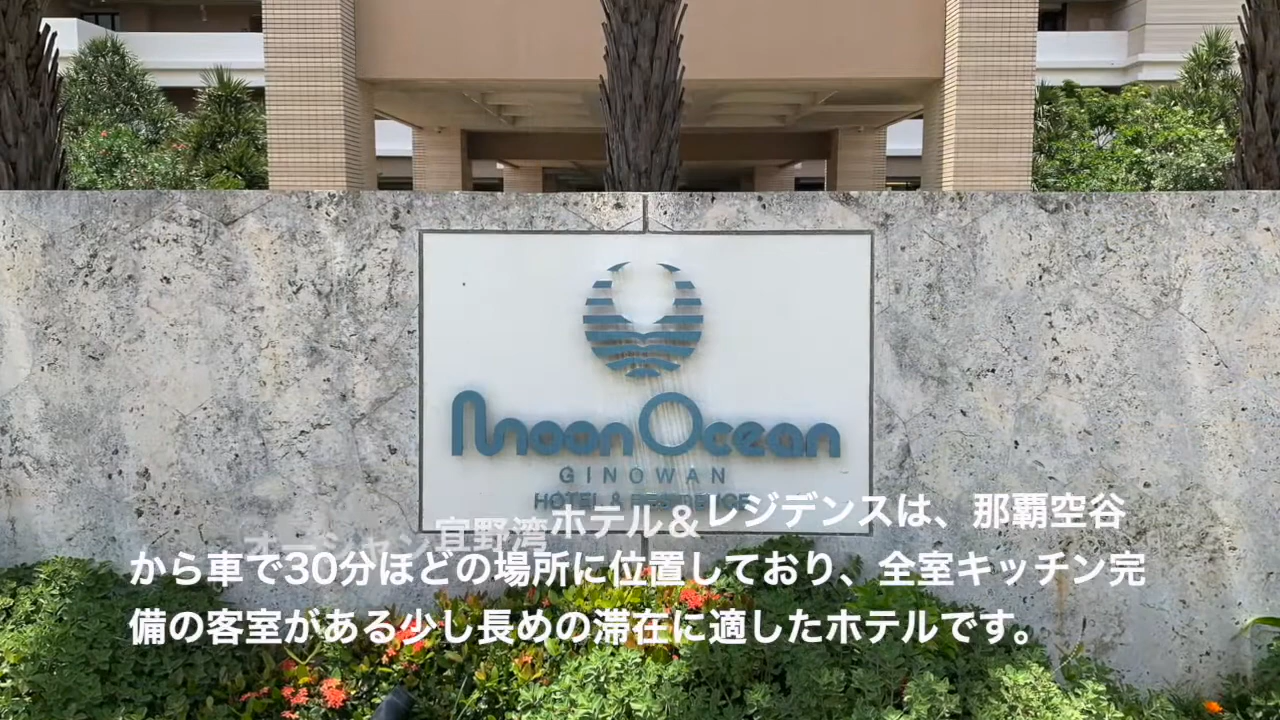 Moon Ocean
GINOWAN
HOTEL & RESIDENCE
オーシャン宜野湾ホテル&レジデンスは、那覇空谷
から車で30分ほどの場所に位置しており、全室キッチン完
備の客室がある少し長めの滞在に適したホテルです。